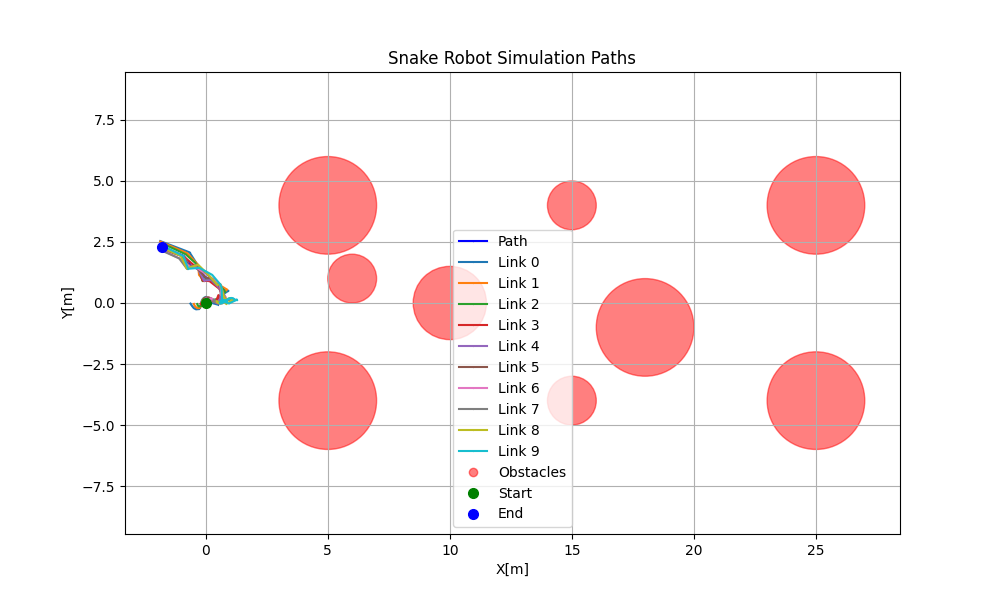 Snake Robot Simulation Paths
Y[m]
7.5
5.0
2.5
0.0
−2.5
−5.0
−7.5
Path
Link 0
Link 1
Link 2
Link 3
Link 4
Link 5
Link 6
Link 7
Link 8
Link 9
Obstacles
Start
End
0 5 10 15 20 25
X[m]